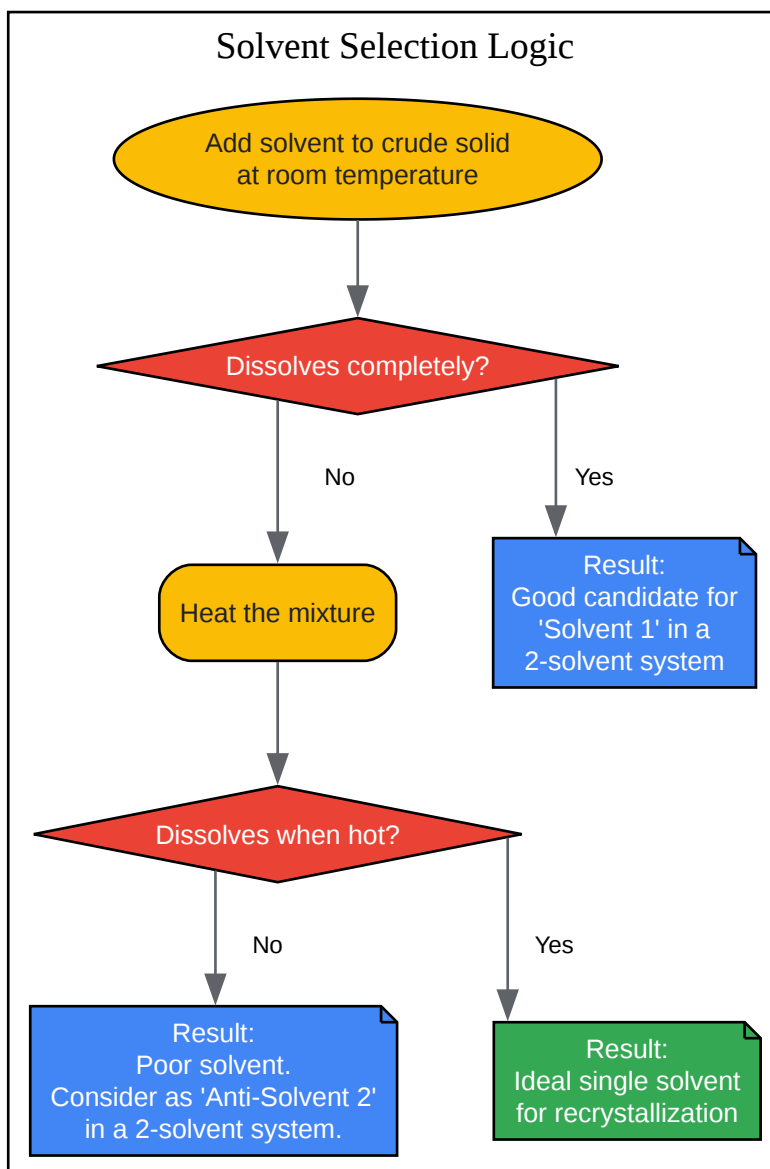 Solvent Selection Logic
Add solvent to crude solid
at room temperature
Dissolves completely?
No
Yes
Result:
Good candidate for
'Solvent 1' in a
2-solvent system
Heat the mixture
Dissolves when hot?
No
Yes
Result:
Poor solvent.
Consider as 'Anti-Solvent 2'
in a 2-solvent system.
Result:
Ideal single solvent
for recrystallization